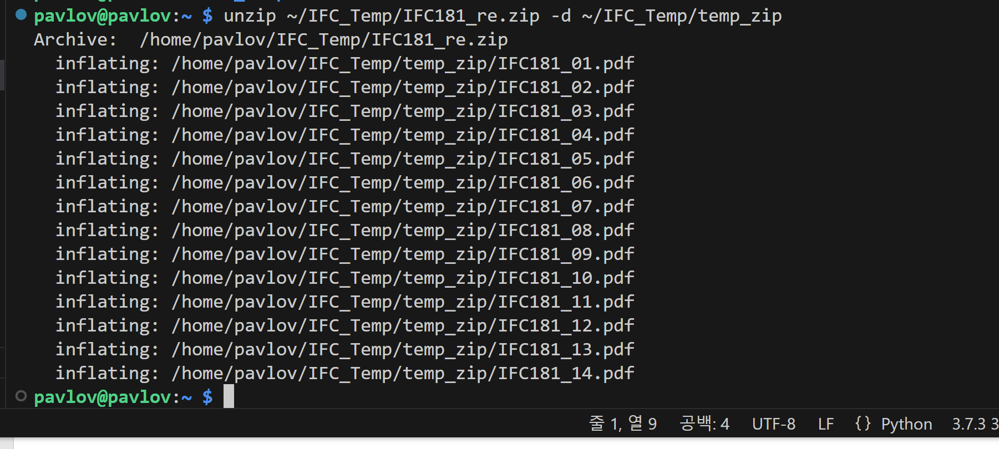 pavlov@pavlov:~ $ unzip ~/IFC_Temp/IFC181_re.zip -d ~/IFC_Temp/temp_zip
Archive:  /home/pavlov/IFC_Temp/IFC181_re.zip
  inflating: /home/pavlov/IFC_Temp/temp_zip/IFC181_01.pdf
  inflating: /home/pavlov/IFC_Temp/temp_zip/IFC181_02.pdf
  inflating: /home/pavlov/IFC_Temp/temp_zip/IFC181_03.pdf
  inflating: /home/pavlov/IFC_Temp/temp_zip/IFC181_04.pdf
  inflating: /home/pavlov/IFC_Temp/temp_zip/IFC181_05.pdf
  inflating: /home/pavlov/IFC_Temp/temp_zip/IFC181_06.pdf
  inflating: /home/pavlov/IFC_Temp/temp_zip/IFC181_07.pdf
  inflating: /home/pavlov/IFC_Temp/temp_zip/IFC181_08.pdf
  inflating: /home/pavlov/IFC_Temp/temp_zip/IFC181_09.pdf
  inflating: /home/pavlov/IFC_Temp/temp_zip/IFC181_10.pdf
  inflating: /home/pavlov/IFC_Temp/temp_zip/IFC181_11.pdf
  inflating: /home/pavlov/IFC_Temp/temp_zip/IFC181_12.pdf
  inflating: /home/pavlov/IFC_Temp/temp_zip/IFC181_13.pdf
  inflating: /home/pavlov/IFC_Temp/temp_zip/IFC181_14.pdf
pavlov@pavlov:~ $
줄 1, 열 9 공백: 4 UTF-8 LF {} Python 3.7.3 3